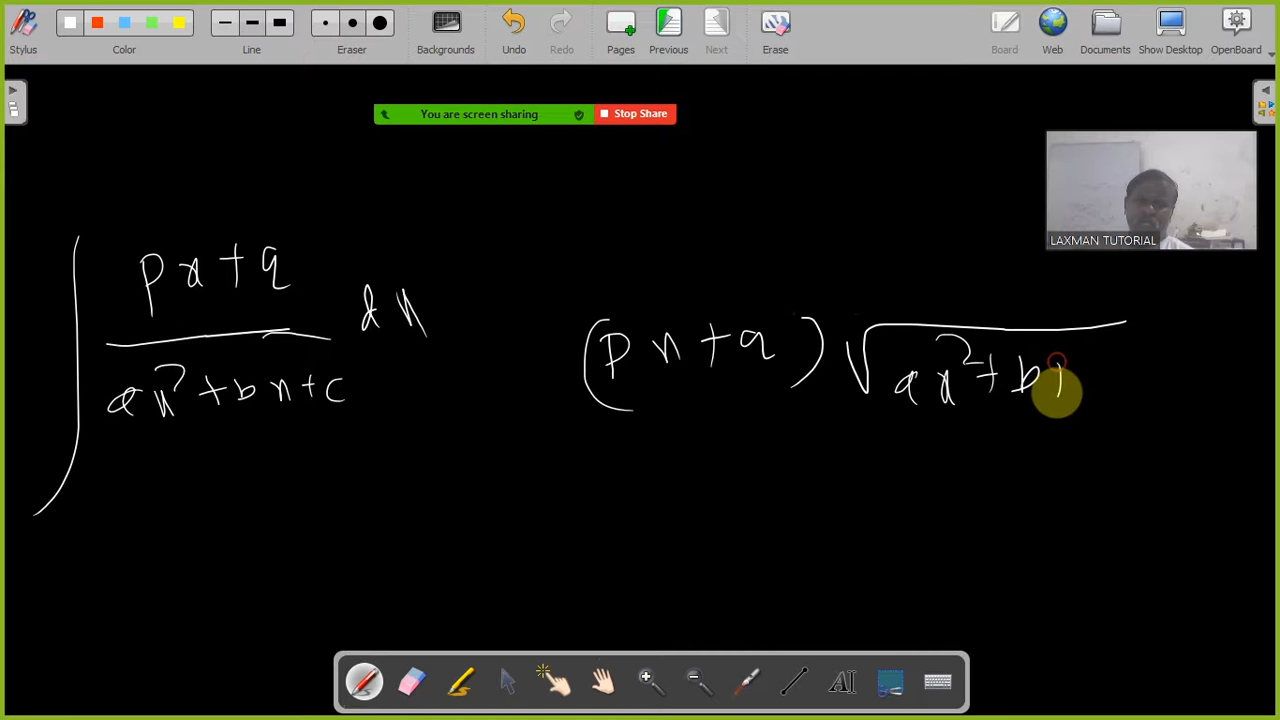 Stylus Color Line Eraser Backgrounds Undo Redo Pages Previous Next Erase Board Web Documents Show Desktop OpenBoard
You are screen sharing Stop Share
LAXMAN TUTORIAL
∫ (px+q)/(ax²+bx+c) dx
(px+q)√(ax²+b
AI